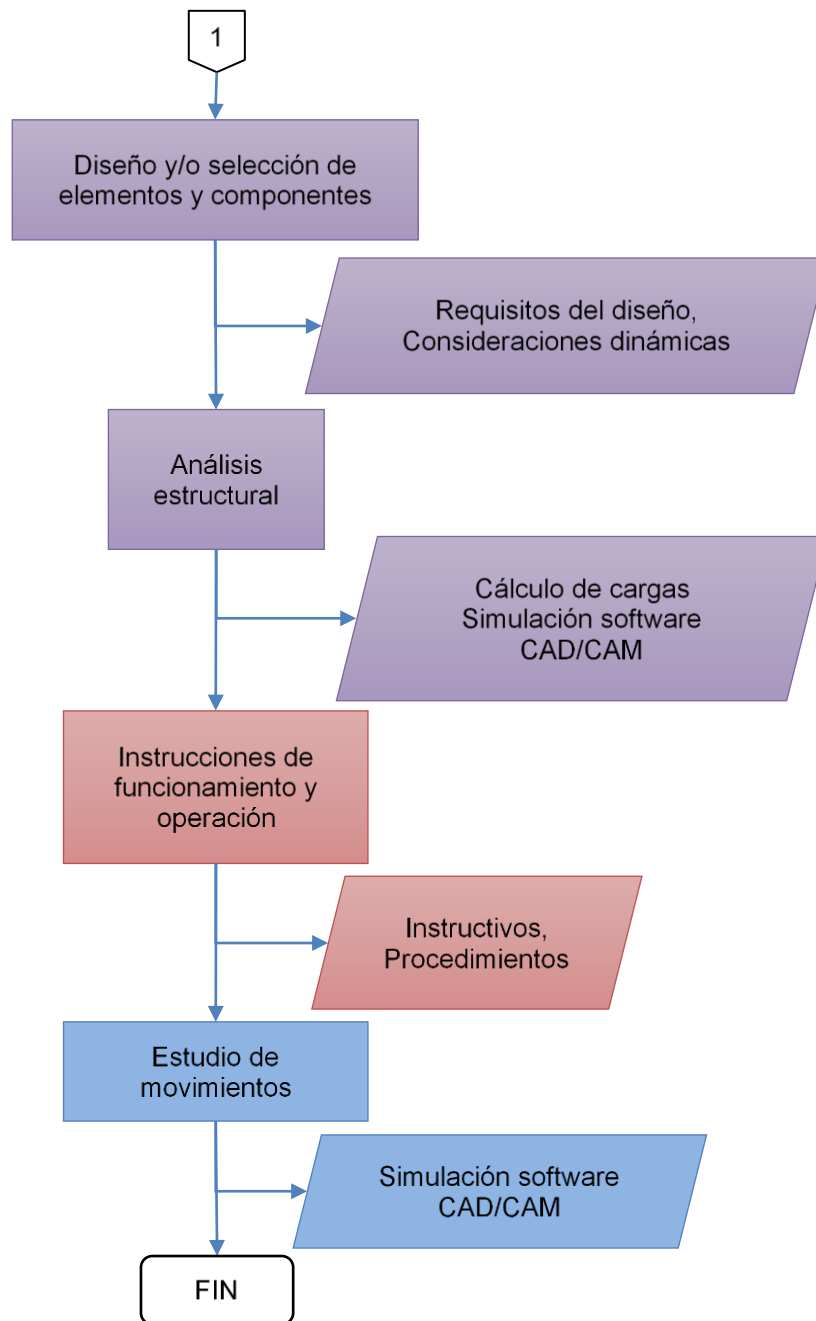 1
Diseño y/o selección de
elementos y componentes
Requisitos del diseño,
Consideraciones dinámicas
Análisis
estructural
Cálculo de cargas
Simulación software
CAD/CAM
Instrucciones de
funcionamiento y
operación
Instructivos,
Procedimientos
Estudio de
movimientos
Simulación software
CAD/CAM
FIN